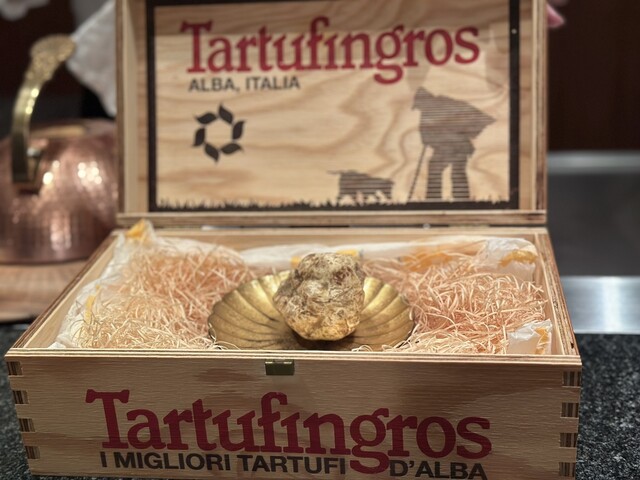 Tartufingros
ALBA, ITALIA
Tartufingros
I MIGLIORI TARTUFI D'ALBA